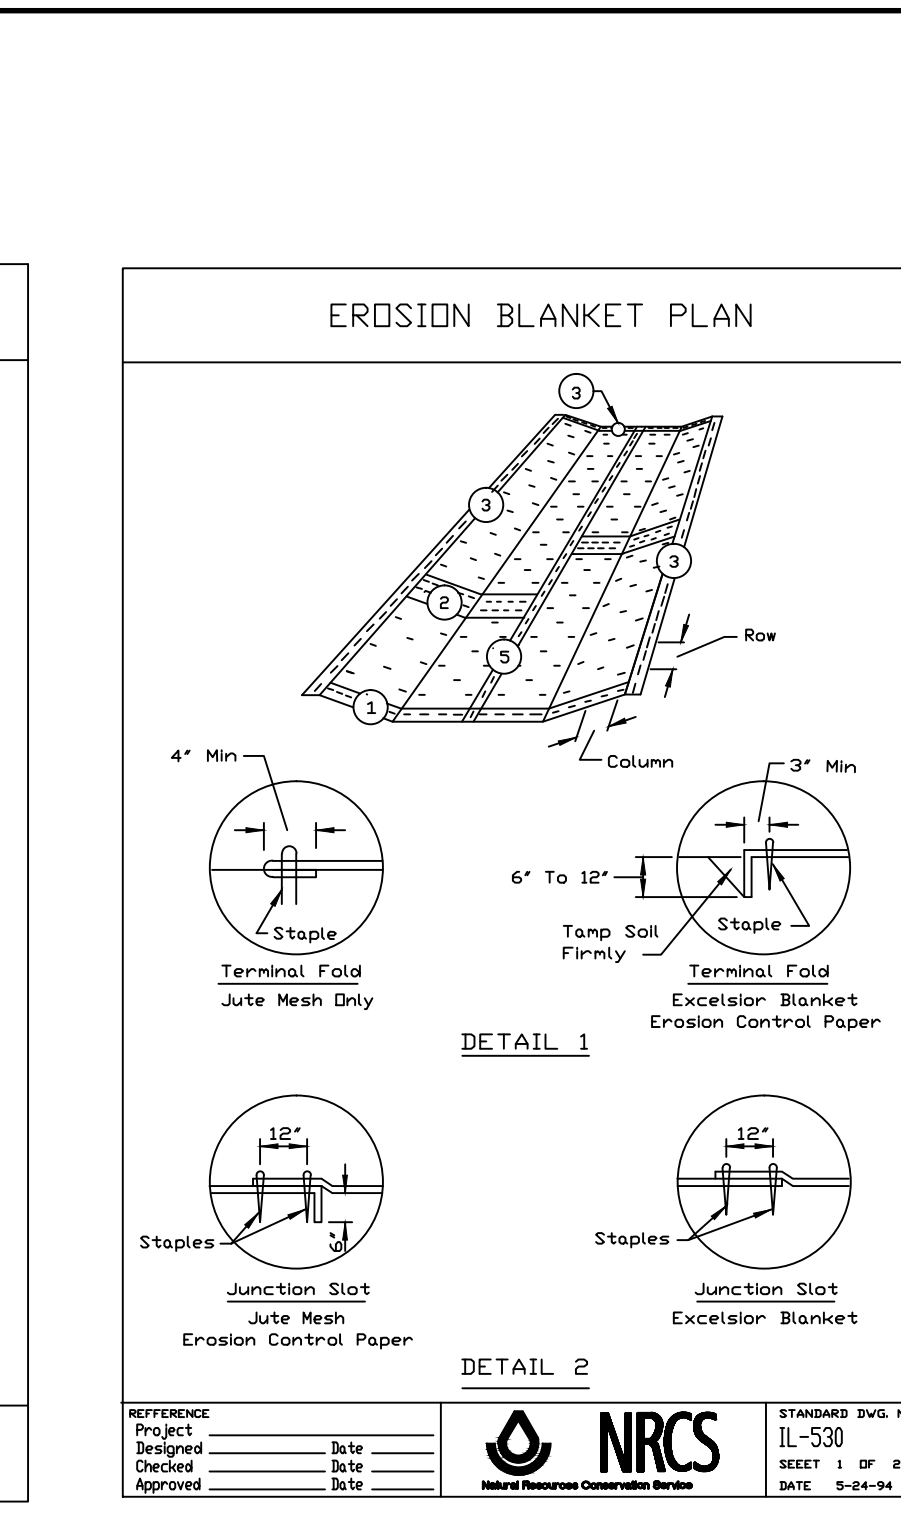 EROSION BLANKET PLAN
3
3
3
2
Row
5
1
Column
4" Min
3" Min
6" To 12"
Staple
Staple
Tamp Soil
Firmly
Terminal Fold
Jute Mesh Only
Terminal Fold
Excelsior Blanket
Erosion Control Paper
DETAIL 1
12"
12"
6"
Staples
Staples
Junction Slot
Jute Mesh
Erosion Control Paper
Junction Slot
Excelsior Blanket
DETAIL 2
REFFERENCE
Project
Designed Date
Checked Date
Approved Date
NRCS
Natural Resources Conservation Service
STANDARD DWG. N
IL-530
SEEET 1 OF 2
DATE 5-24-94